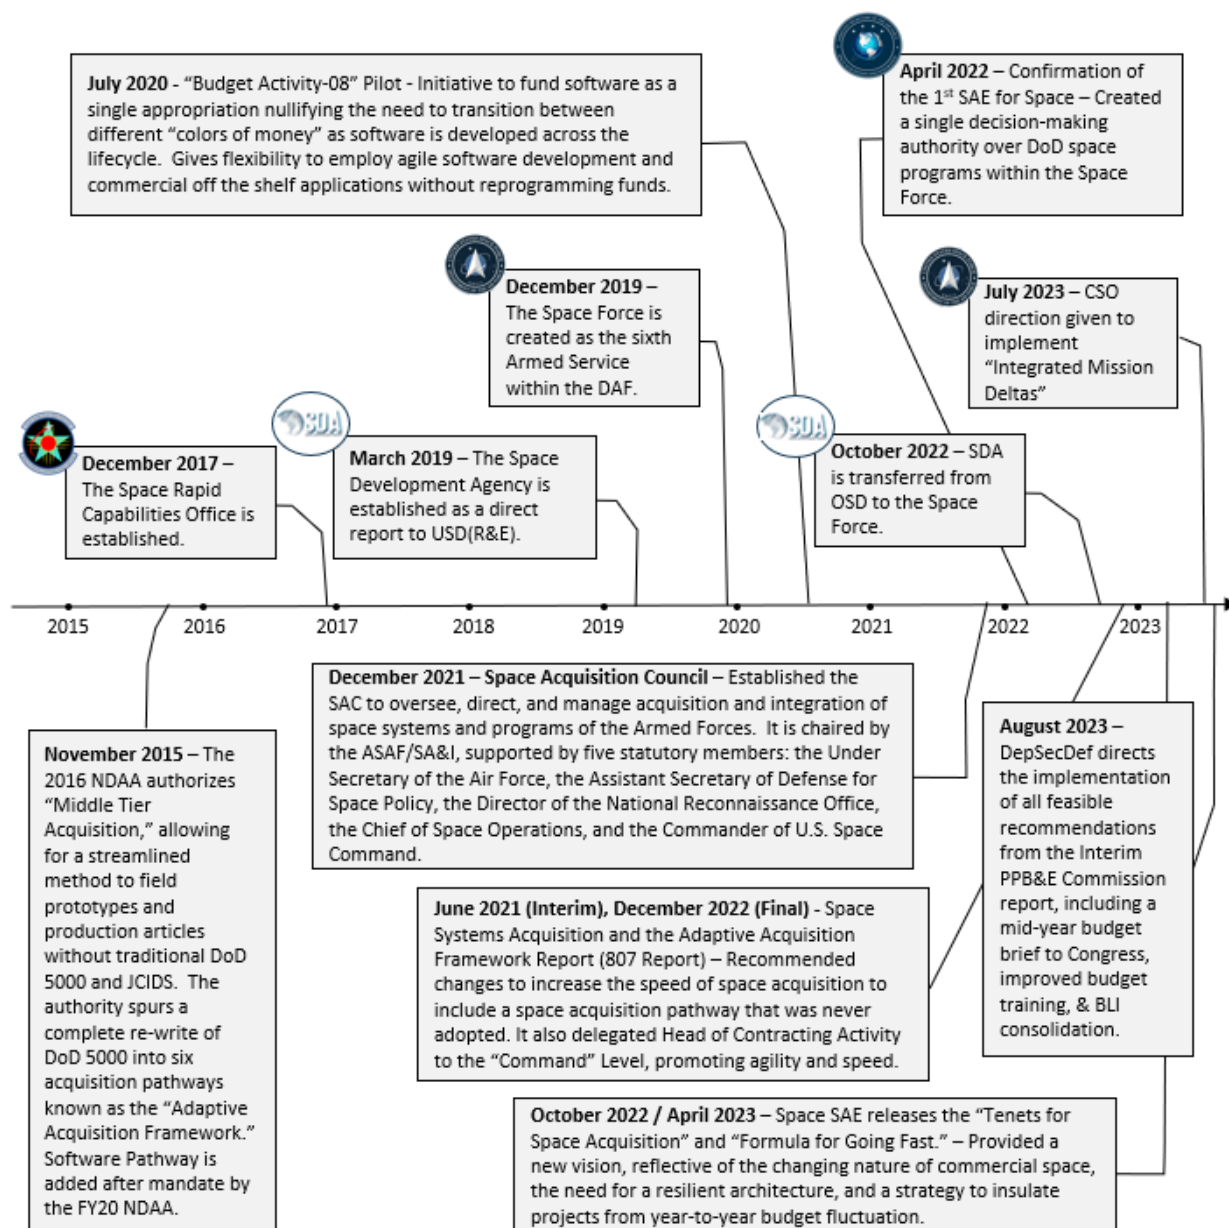 July 2020 - “Budget Activity-08” Pilot - Initiative to fund software as a
single appropriation nullifying the need to transition between
different “colors of money” as software is developed across the
lifecycle.  Gives flexibility to employ agile software development and
commercial off the shelf applications without reprogramming funds.
April 2022 – Confirmation of
the 1st SAE for Space – Created
a single decision-making
authority over DoD space
programs within the Space
Force.
December 2019 –
The Space Force is
created as the sixth
Armed Service
within the DAF.
July 2023 – CSO
direction given to
implement
“Integrated Mission
Deltas”
SDA
SDA
December 2017 –
The Space Rapid
Capabilities Office is
established.
March 2019 – The Space
Development Agency is
established as a direct
report to USD(R&E).
October 2022 – SDA
is transferred from
OSD to the Space
Force.
2015 2016 2017 2018 2019 2020 2021 2022 2023
November 2015 – The
2016 NDAA authorizes
“Middle Tier
Acquisition,” allowing
for a streamlined
method to field
prototypes and
production articles
without traditional DoD
5000 and JCIDS.  The
authority spurs a
complete re-write of
DoD 5000 into six
acquisition pathways
known as the “Adaptive
Acquisition Framework.”
Software Pathway is
added after mandate by
the FY20 NDAA.
December 2021 – Space Acquisition Council – Established the
SAC to oversee, direct, and manage acquisition and integration of
space systems and programs of the Armed Forces.  It is chaired by
the ASAF/SA&I, supported by five statutory members: the Under
Secretary of the Air Force, the Assistant Secretary of Defense for
Space Policy, the Director of the National Reconnaissance Office,
the Chief of Space Operations, and the Commander of U.S. Space
Command.
June 2021 (Interim), December 2022 (Final) - Space
Systems Acquisition and the Adaptive Acquisition
Framework Report (807 Report) – Recommended
changes to increase the speed of space acquisition to
include a space acquisition pathway that was never
adopted. It also delegated Head of Contracting Activity
to the “Command” Level, promoting agility and speed.
August 2023 –
DepSecDef directs
the implementation
of all feasible
recommendations
from the Interim
PPB&E Commission
report, including a
mid-year budget
brief to Congress,
improved budget
training, & BLI
consolidation.
October 2022 / April 2023 – Space SAE releases the “Tenets for
Space Acquisition” and “Formula for Going Fast.” – Provided a
new vision, reflective of the changing nature of commercial space,
the need for a resilient architecture, and a strategy to insulate
projects from year-to-year budget fluctuation.